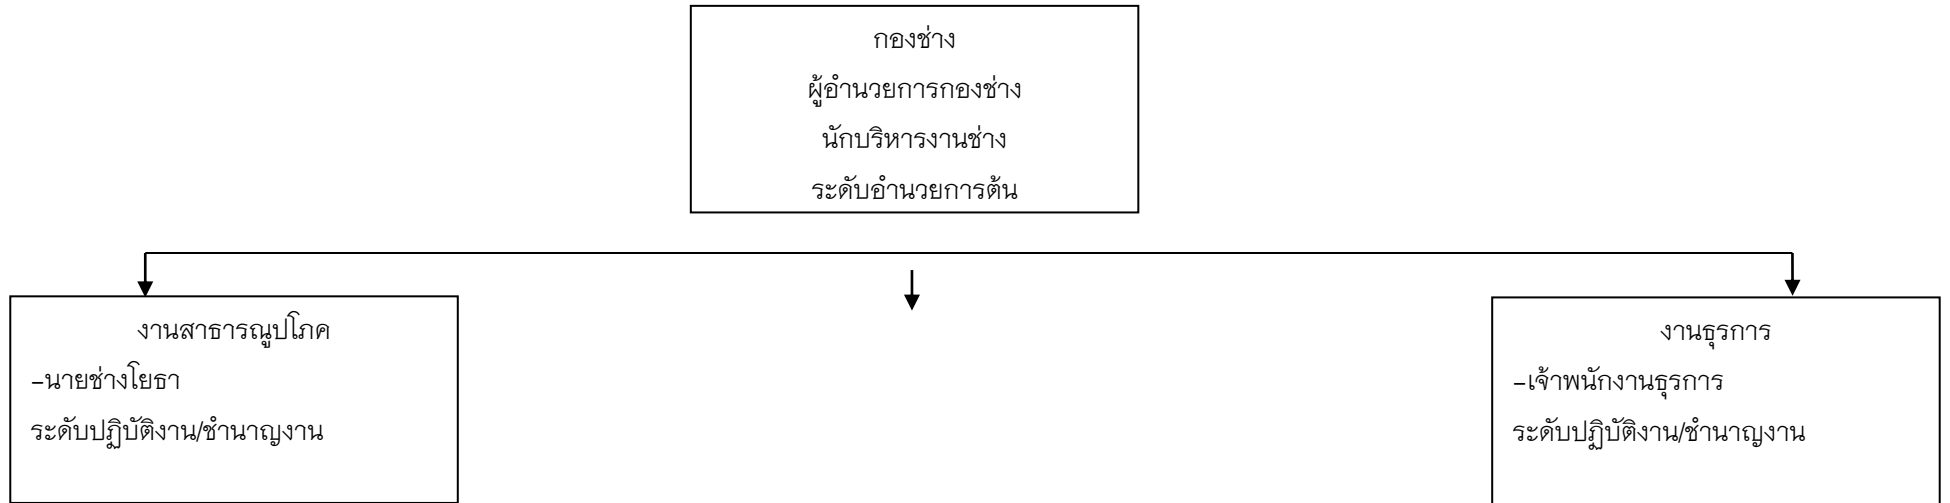 กองช่าง
ผู้อำนวยการกองช่าง
นักบริหารงานช่าง
ระดับอำนวยการต้น
งานสาธารณูปโภค
-นายช่างโยธา
ระดับปฏิบัติงาน/ชำนาญงาน
งานธุรการ
-เจ้าพนักงานธุรการ
ระดับปฏิบัติงาน/ชำนาญงาน